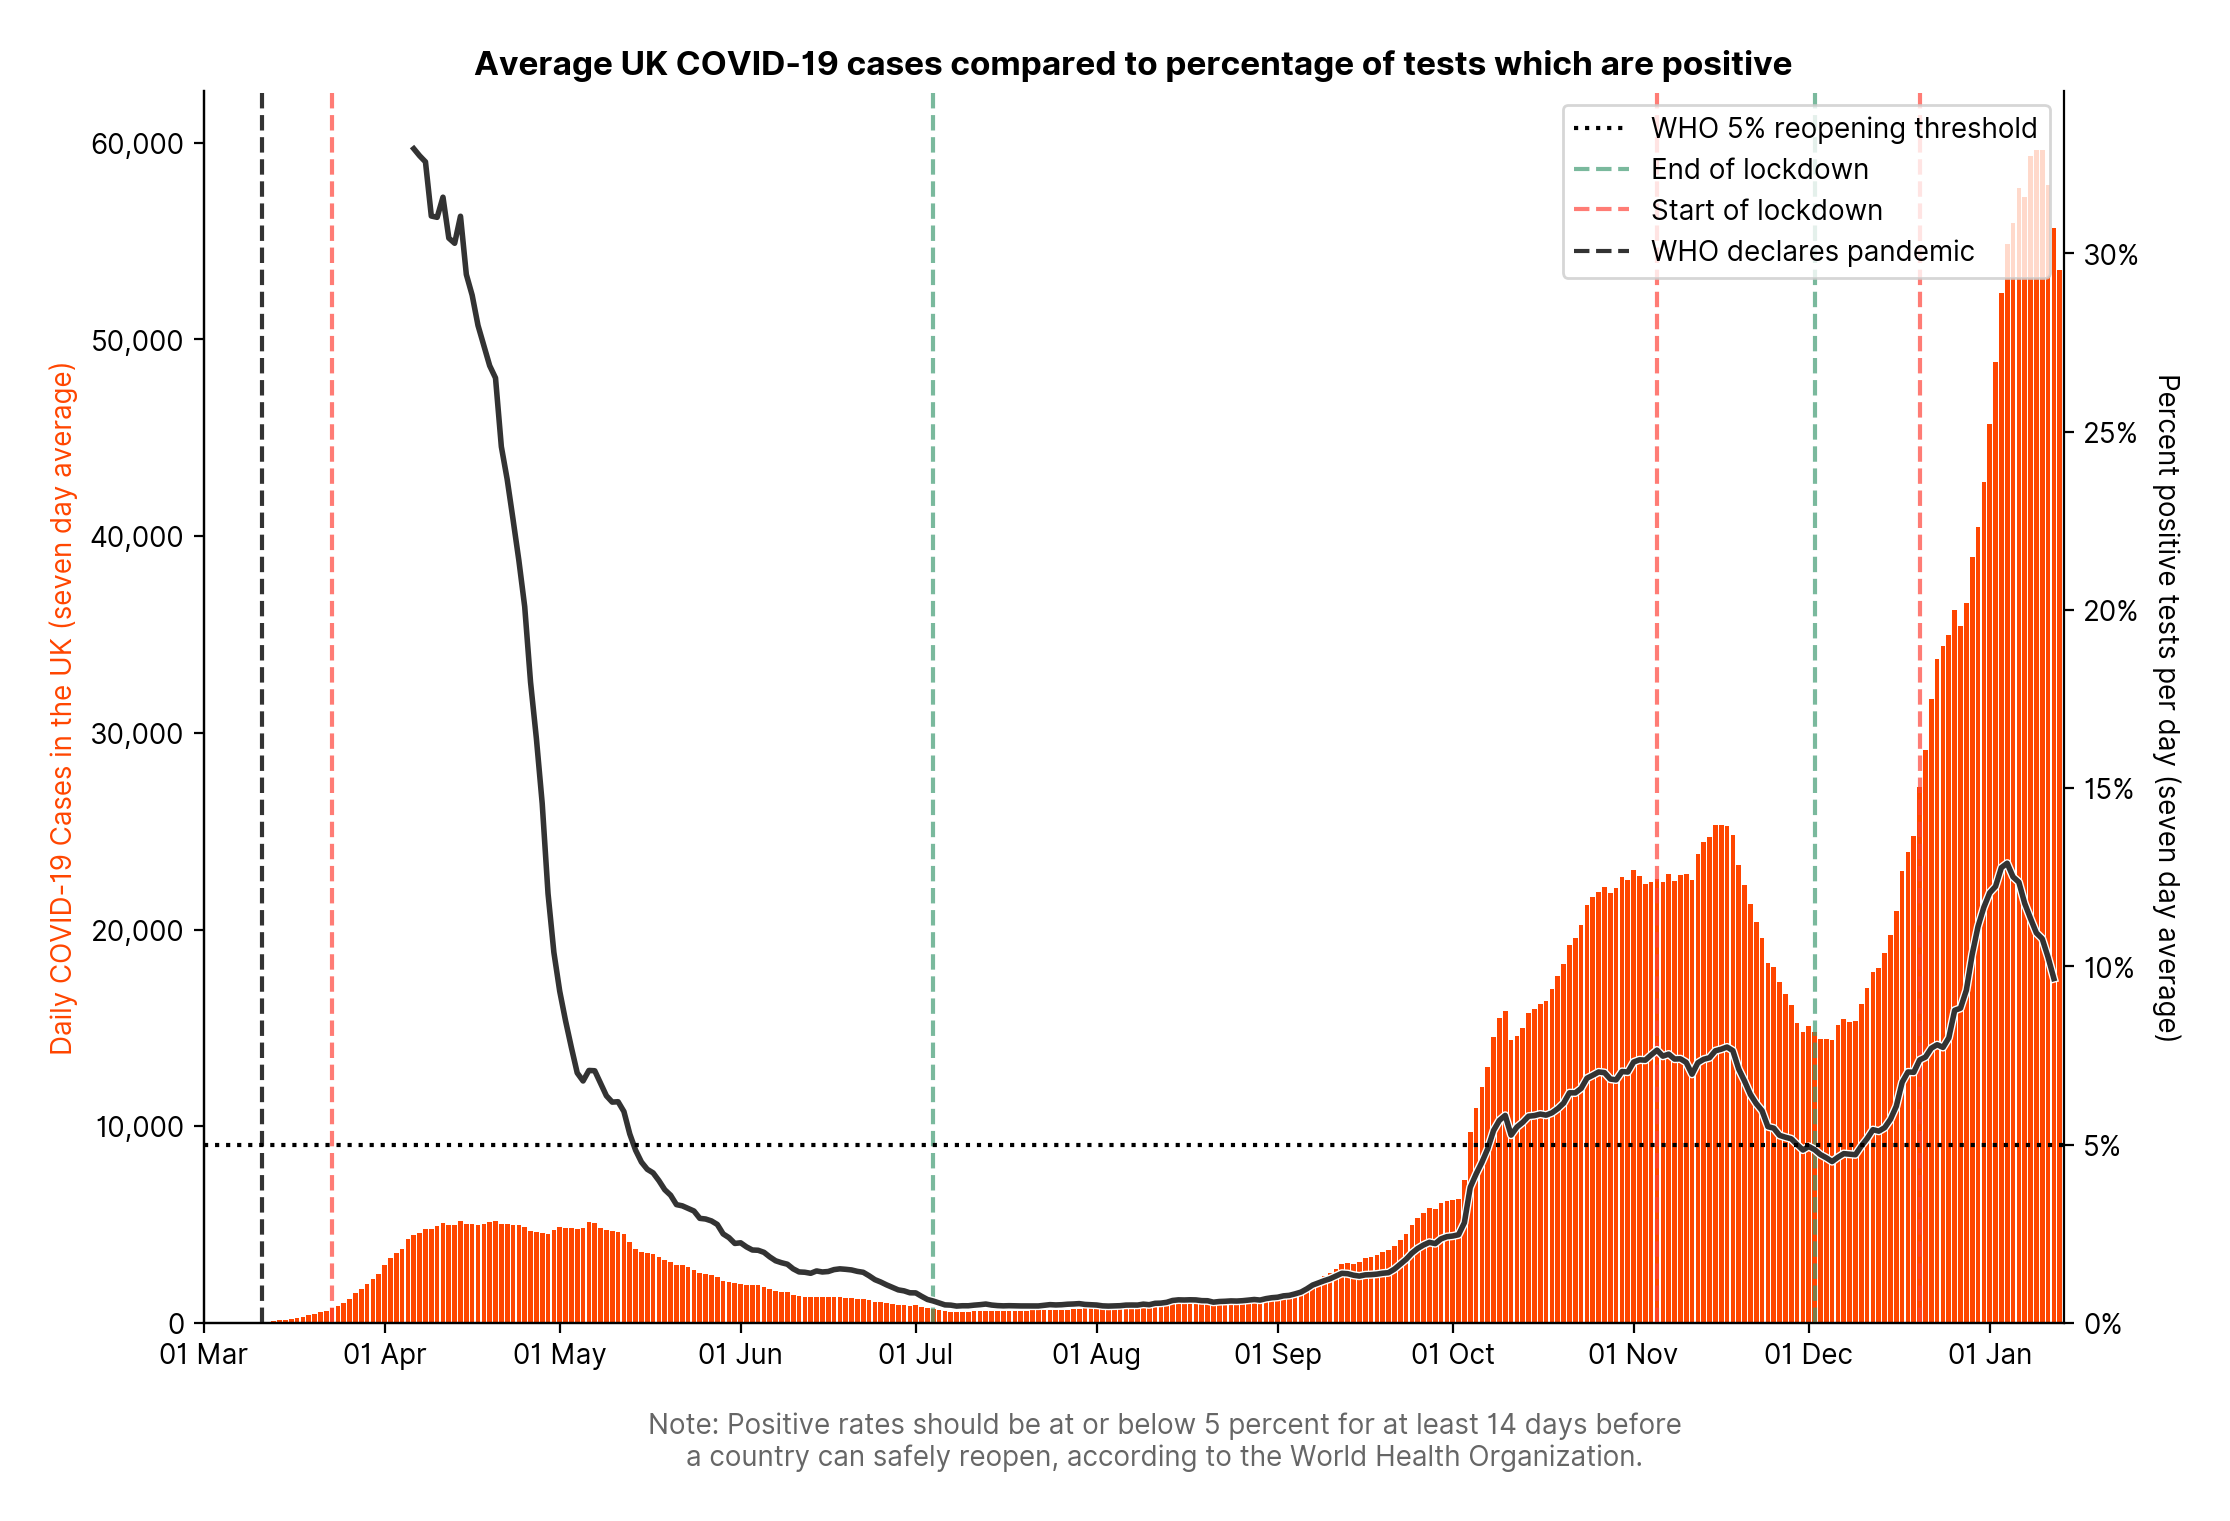 Average UK COVID-19 cases compared to percentage of tests which are positive
WHO 5% reopening threshold
End of lockdown
Start of lockdown
WHO declares pandemic
Daily COVID-19 Cases in the UK (seven day average)
60,000
50,000
40,000
30,000
20,000
10,000
0
30%
25%
20%
15%
10%
5%
0%
Percent positive tests per day (seven day average)
01 Mar
01 Apr
01 May
01 Jun
01 Jul
01 Aug
01 Sep
01 Oct
01 Nov
01 Dec
01 Jan
Note: Positive rates should be at or below 5 percent for at least 14 days before
a country can safely reopen, according to the World Health Organization.